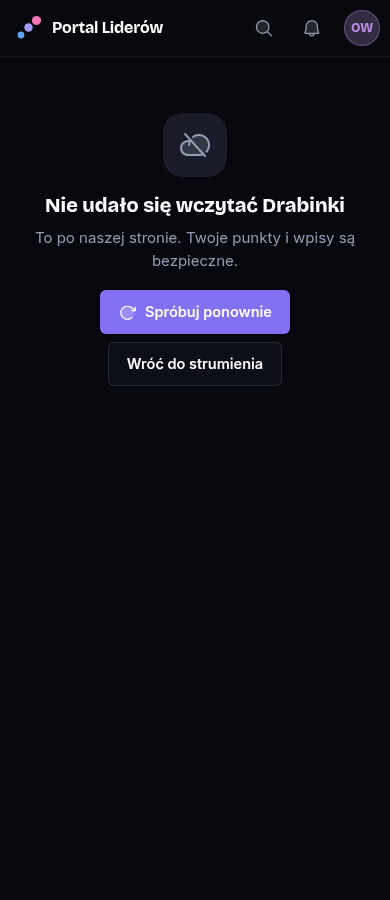 Portal Liderów
OW
Nie udało się wczytać Drabinki
To po naszej stronie. Twoje punkty i wpisy są
bezpieczne.
Spróbuj ponownie
Wróć do strumienia